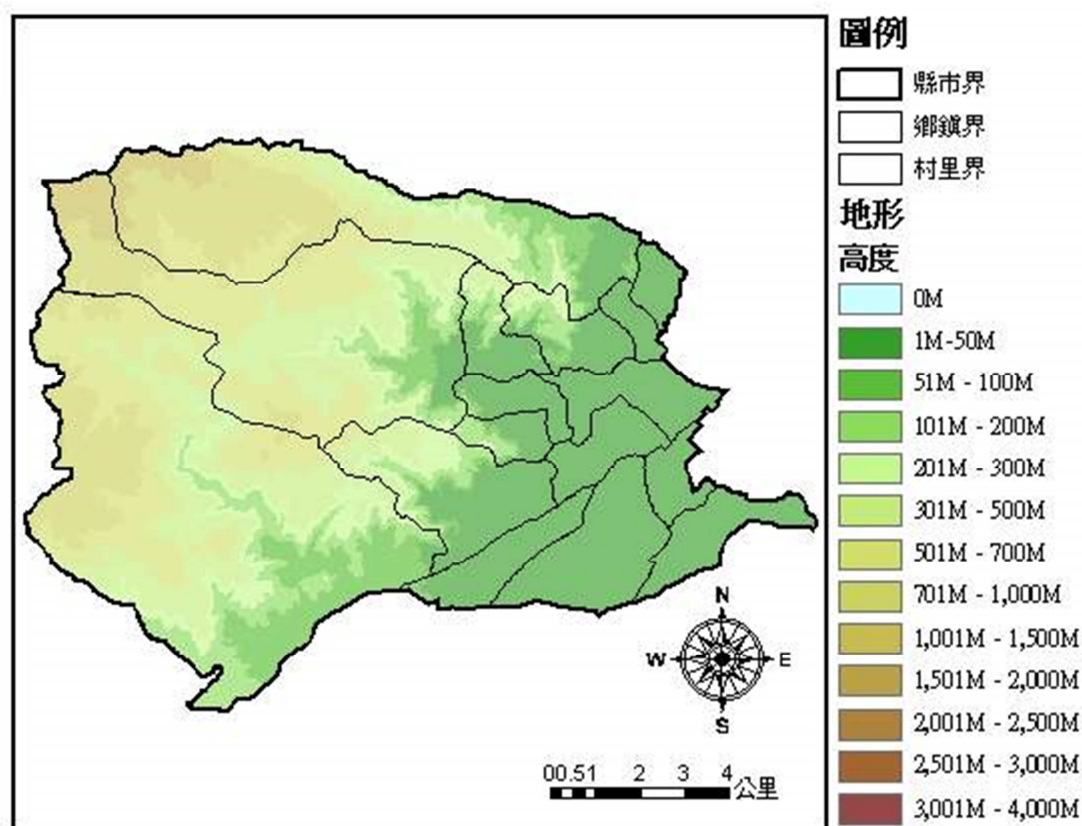 圖例
縣市界
鄉鎮界
村里界
地形
高度
0M
1M-50M
51M - 100M
101M - 200M
201M - 300M
301M - 500M
501M - 700M
701M - 1,000M
1,001M - 1,500M
1,501M - 2,000M
2,001M - 2,500M
2,501M - 3,000M
3,001M - 4,000M
N
W E
S
00.51 2 3 4
公里